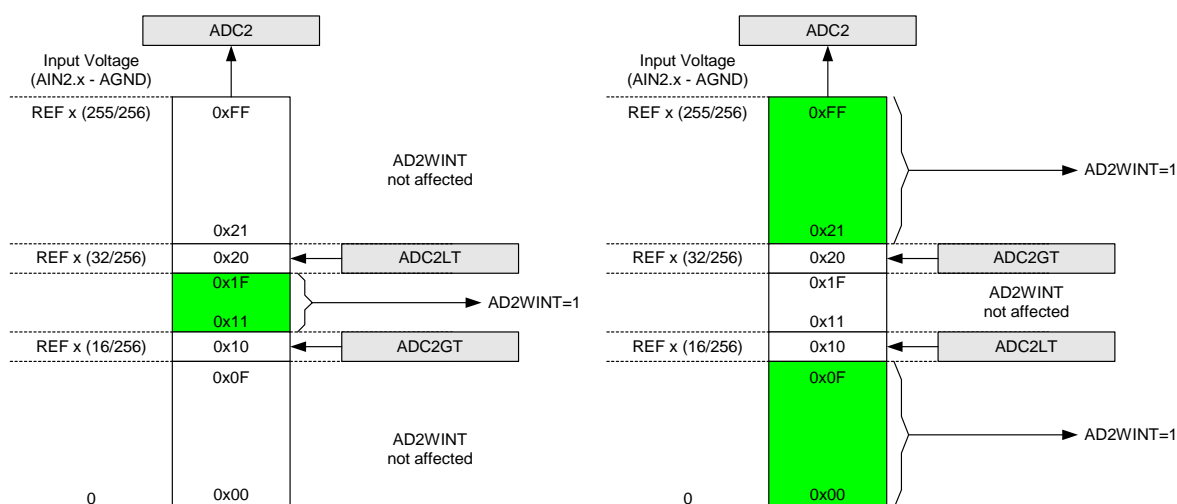 ADC2
Input Voltage
(AIN2.x - AGND)
REF x (255/256)
0xFF
AD2WINT
not affected
0x21
REF x (32/256)
0x20
ADC2LT
0x1F
AD2WINT=1
0x11
REF x (16/256)
0x10
ADC2GT
0x0F
AD2WINT
not affected
0
0x00
ADC2
Input Voltage
(AIN2.x - AGND)
REF x (255/256)
0xFF
AD2WINT=1
0x21
REF x (32/256)
0x20
ADC2GT
0x1F
AD2WINT
not affected
0x11
REF x (16/256)
0x10
ADC2LT
0x0F
AD2WINT=1
0
0x00